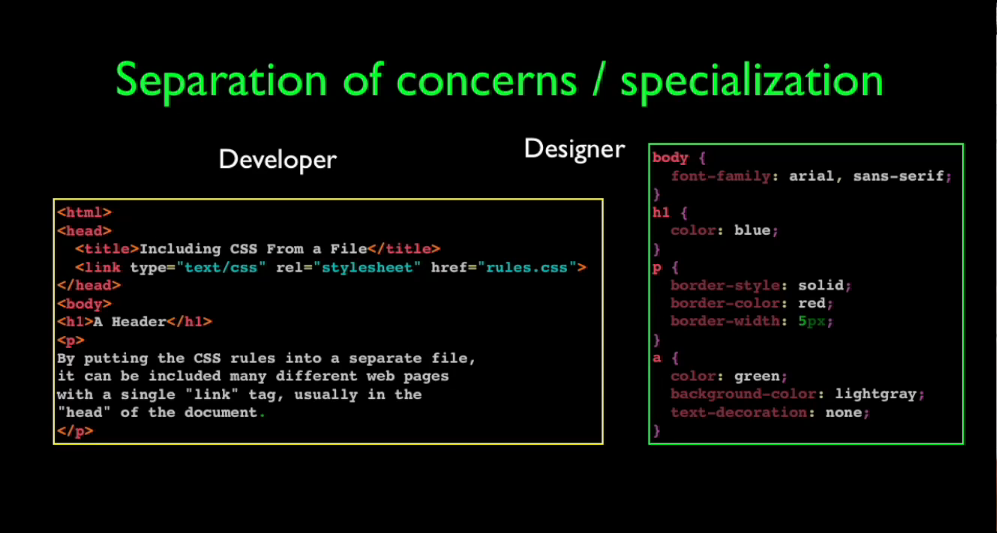 Separation of concerns / specialization
Developer
<html>
<head>
  <title>Including CSS From a File</title>
  <link type="text/css" rel="stylesheet" href="rules.css">
</head>
<body>
<h1>A Header</h1>
<p>
By putting the CSS rules into a separate file,
it can be included many different web pages
with a single "link" tag, usually in the
"head" of the document.
</p>
Designer
body {
  font-family: arial, sans-serif;
}
h1 {
  color: blue;
}
p {
  border-style: solid;
  border-color: red;
  border-width: 5px;
}
a {
  color: green;
  background-color: lightgray;
  text-decoration: none;
}